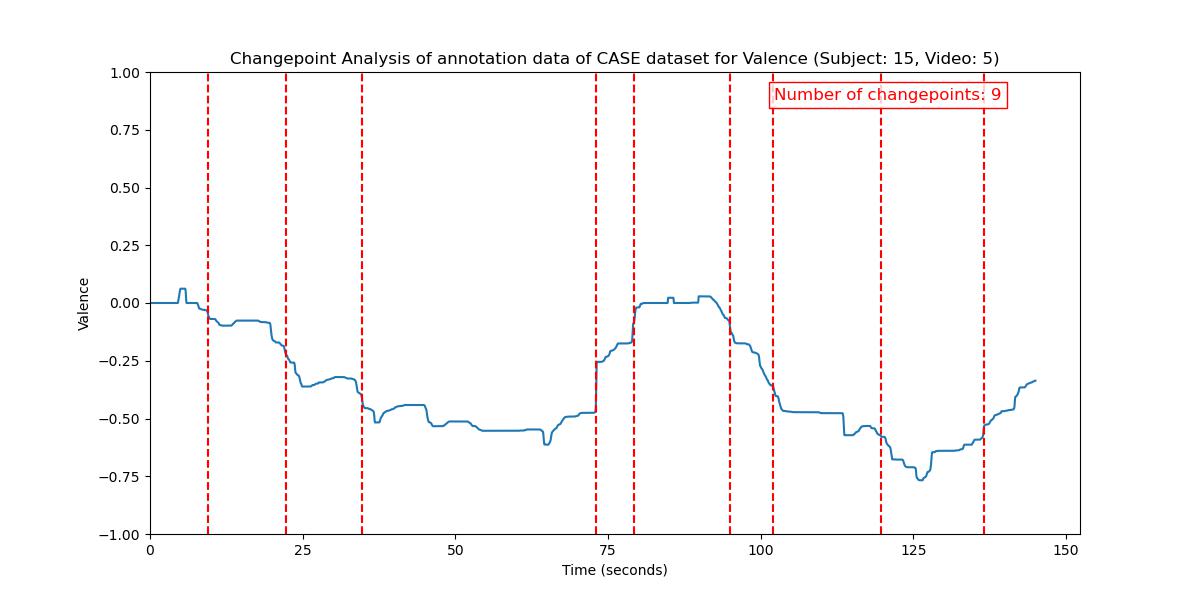 Changepoint Analysis of annotation data of CASE dataset for Valence (Subject: 15, Video: 5)
Number of changepoints: 9
Valence
1.00
0.75
0.50
0.25
0.00
−0.25
−0.50
−0.75
−1.00
0 25 50 75 100 125 150
Time (seconds)